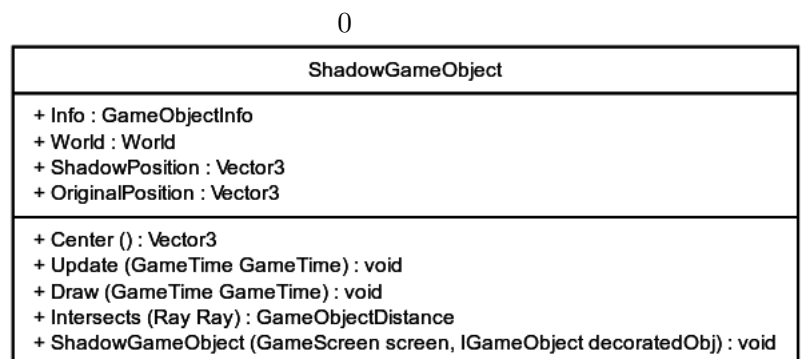 0
ShadowGameObject
+ Info : GameObjectInfo
+ World : World
+ ShadowPosition : Vector3
+ OriginalPosition : Vector3
+ Center () : Vector3
+ Update (GameTime GameTime) : void
+ Draw (GameTime GameTime) : void
+ Intersects (Ray Ray) : GameObjectDistance
+ ShadowGameObject (GameScreen screen, IGameObject decoratedObj) : void